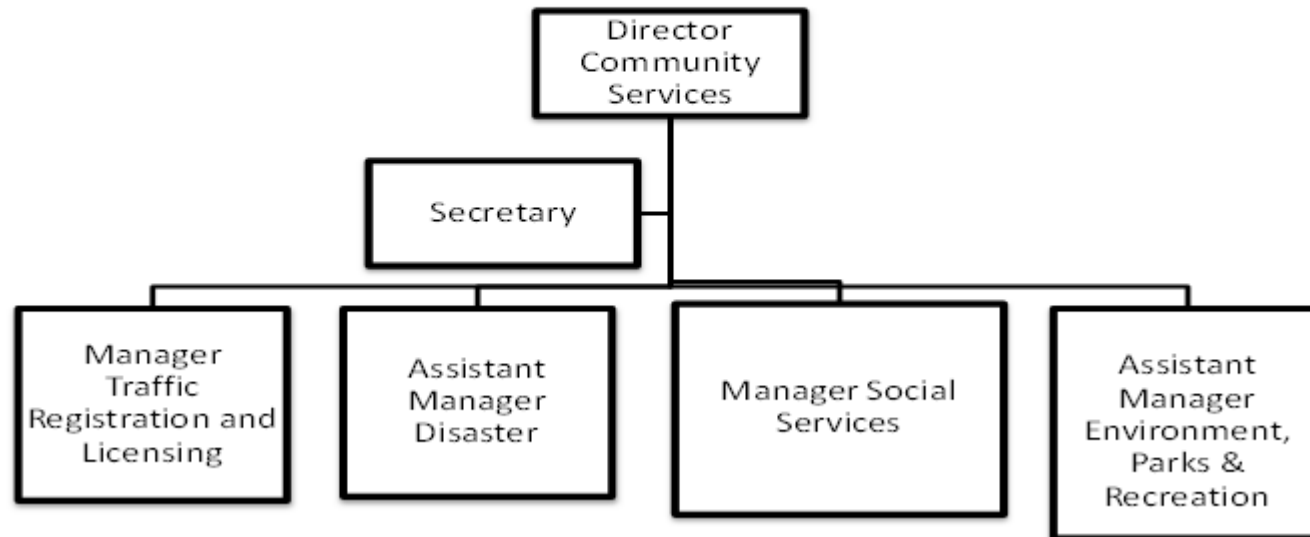 Director
Community
Services
Secretary
Manager
Traffic
Registration and
Licensing
Assistant
Manager
Disaster
Manager Social
Services
Assistant
Manager
Environment,
Parks &
Recreation